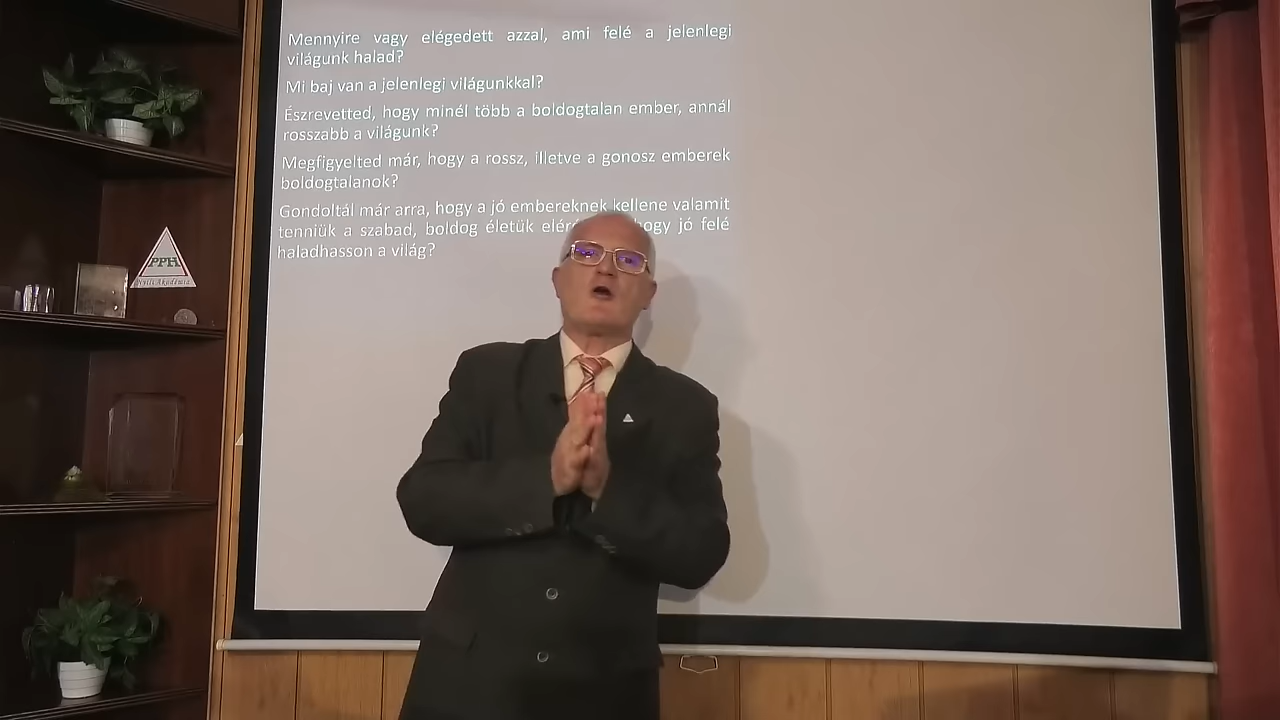 Mennyire vagy elégedett azzal, ami felé a jelenlegi
világunk halad?
Mi baj van a jelenlegi világunkkal?
Észrevetted, hogy minél több a boldogtalan ember, annál
rosszabb a világunk?
Megfigyelted már, hogy a rossz, illetve a gonosz emberek
boldogtalanok?
Gondoltál már arra, hogy a jó embereknek kellene valamit
tenniük a szabad, boldog életük hogy jó felé
haladhasson a világ?
PPH
Nyílt Akadémia